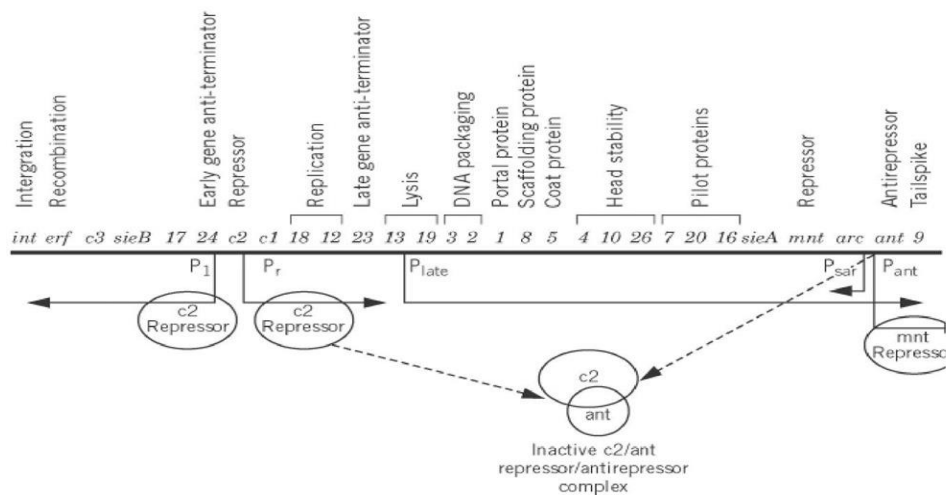 Intergration
Recombination
Early gene anti-terminator
Repressor
Replication
Late gene anti-terminator
Lysis
DNA packaging
Portal protein
Scaffolding protein
Coat protein
Head stability
Pilot proteins
Repressor
Antirepressor
Tailspike
int erf c3 sieB 17 24 c2 c1 18 12 23 13 19 3 2 1 8 5 4 10 26 7 20 16 sieA mnt arc ant 9
Pl Pr Plate Psar Pant
c2
Repressor
c2
Repressor
mnt
Represso
c2
ant
Inactive c2/ant
repressor/antirepressor
complex